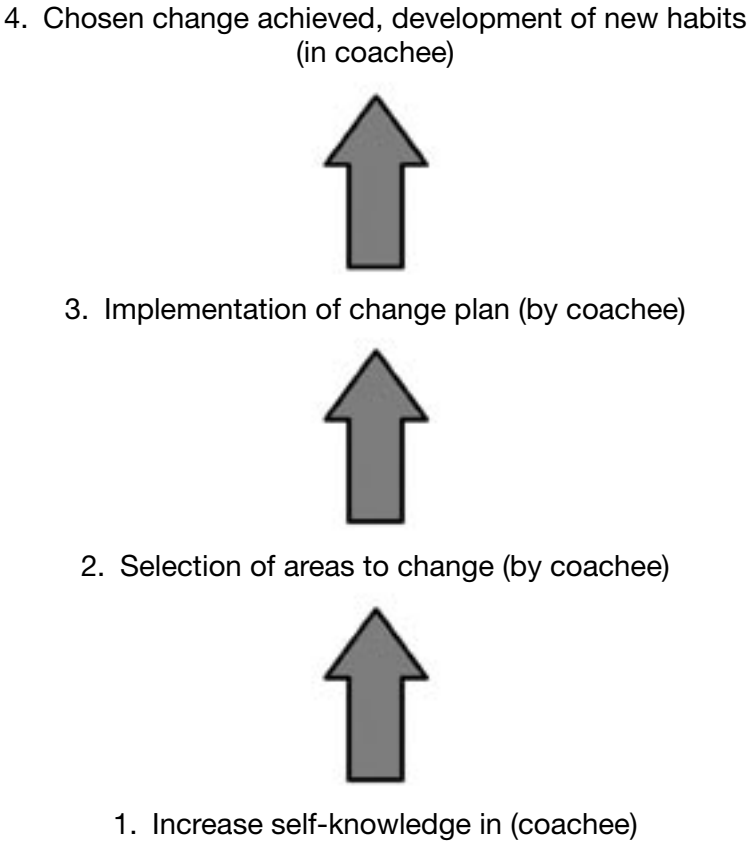 4. Chosen change achieved, development of new habits
(in coachee)
3. Implementation of change plan (by coachee)
2. Selection of areas to change (by coachee)
1. Increase self-knowledge in (coachee)